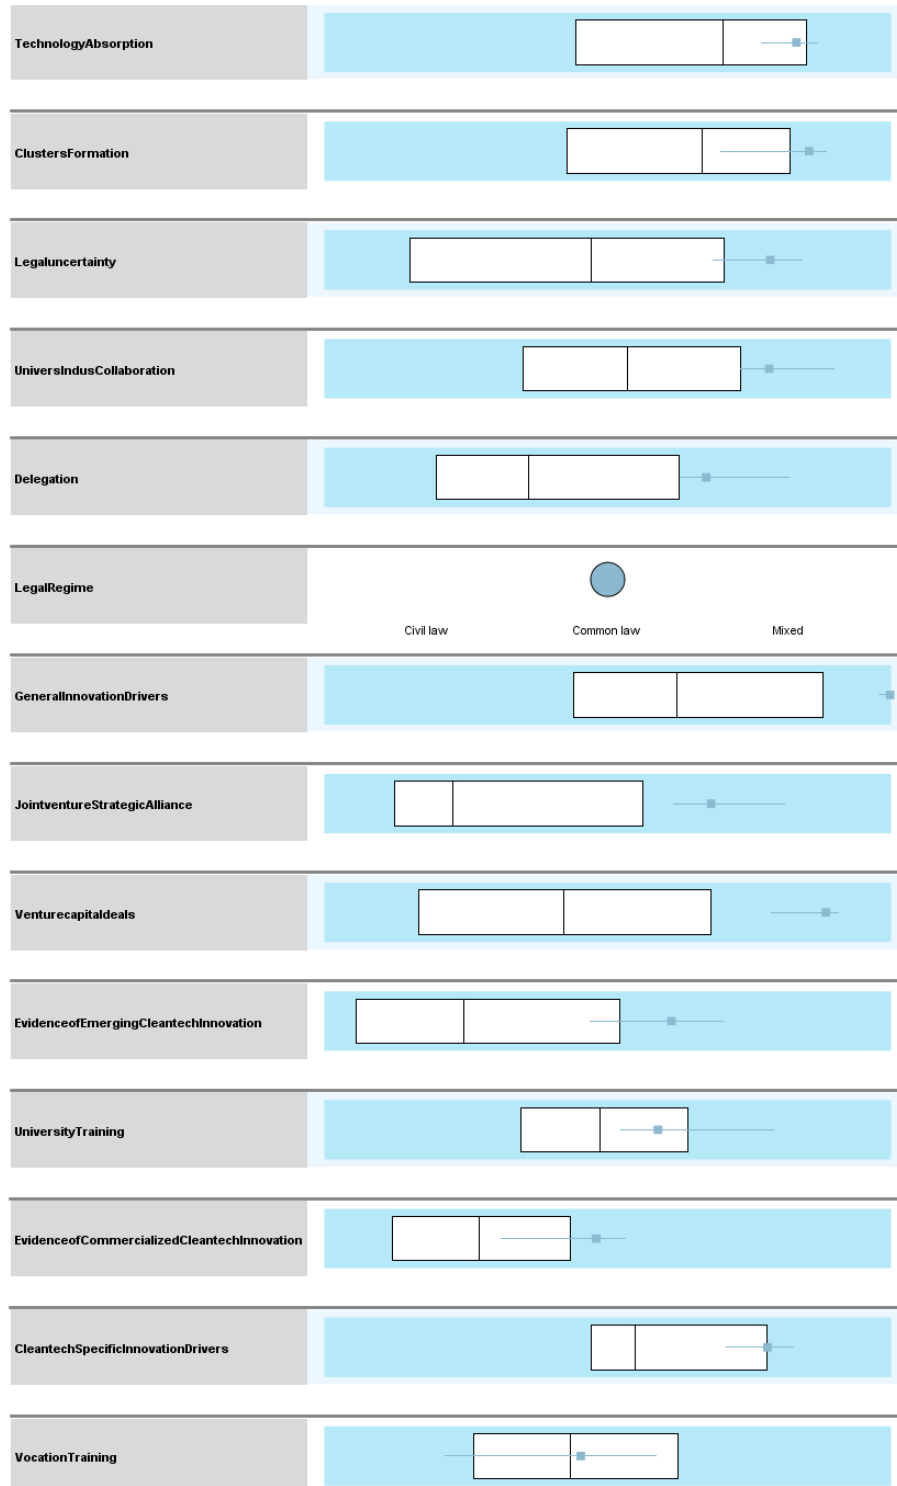 TechnologyAbsorption
ClustersFormation
Legaluncertainty
UniversIndusCollaboration
Delegation
LegalRegime
Civil law Common law Mixed
GeneralInnovationDrivers
JointventureStrategicAlliance
Venturecapitaldeals
EvidenceofEmergingCleantechInnovation
UniversityTraining
EvidenceofCommercializedCleantechInnovation
CleantechSpecificInnovationDrivers
VocationTraining